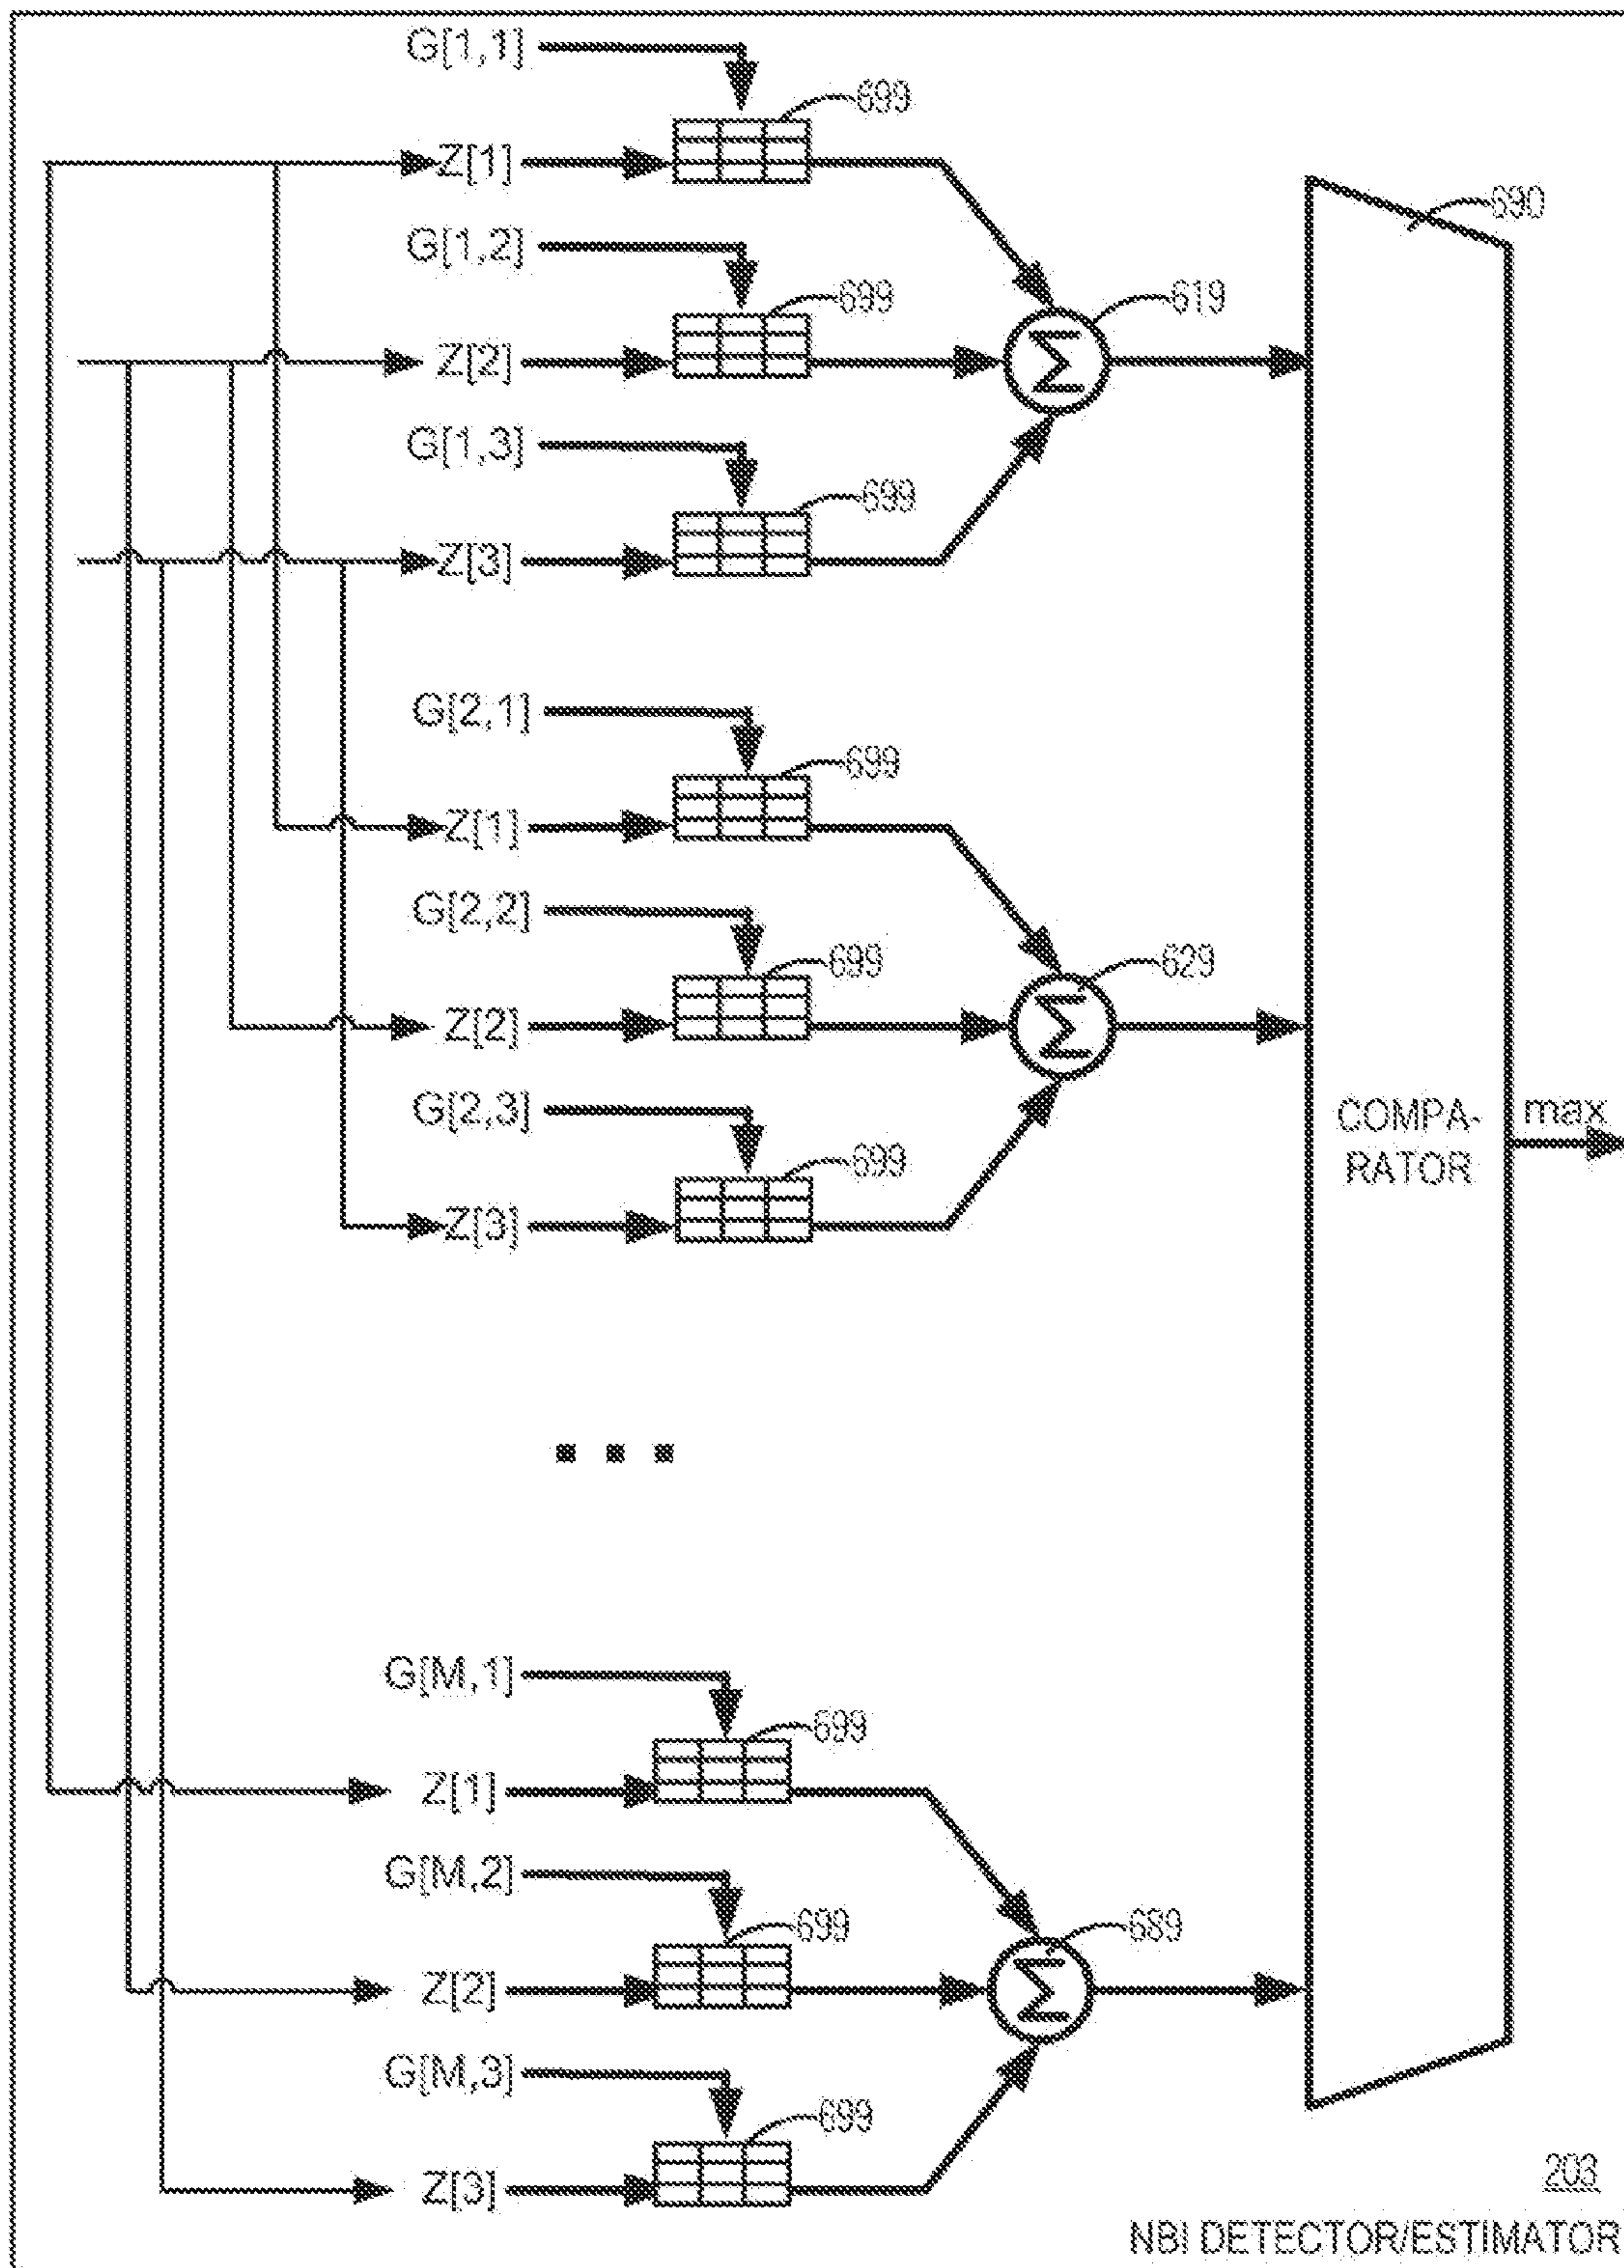 G[1,1]
699
Z[1]
690
G[1,2]
699
619
Z[2]
Σ
G[1,3]
699
Z[3]
G[2,1]
699
Z[1]
G[2,2]
699
629
Z[2]
Σ
G[2,3]
COMPA-
RATOR
max
699
Z[3]
...
G[M,1]
699
Z[1]
G[M,2]
699
689
Z[2]
Σ
G[M,3]
699
Z[3]
203
NBI DETECTOR/ESTIMATOR